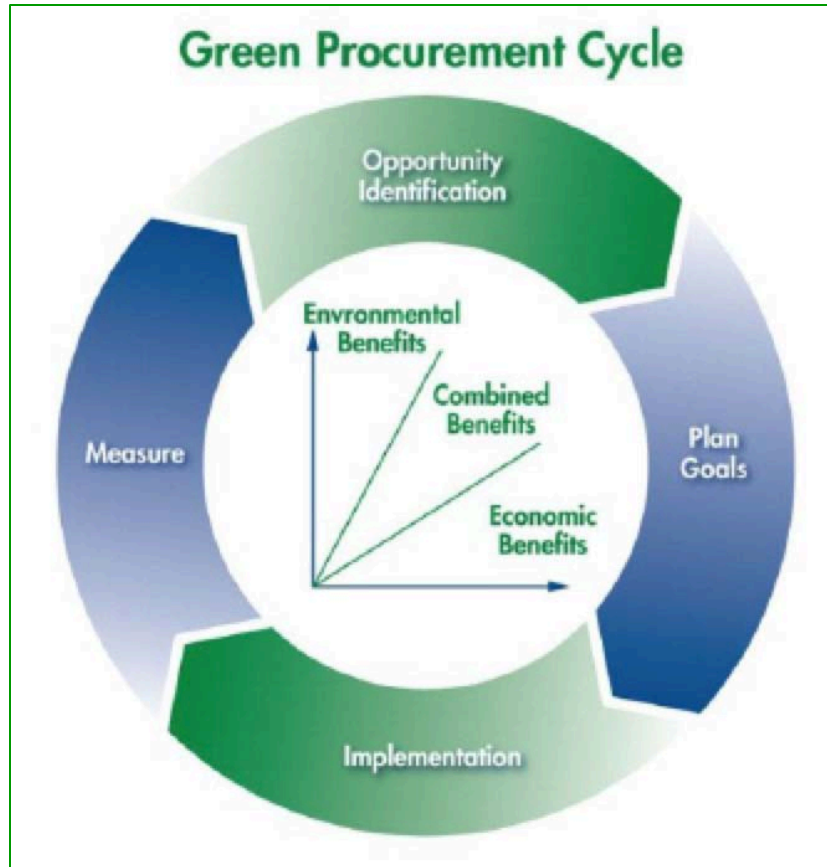 Green Procurement Cycle
Opportunity
Identification
Envronmental
Benefits
Combined
Benefits
Measure
Plan
Goals
Economic
Benefits
Implementation